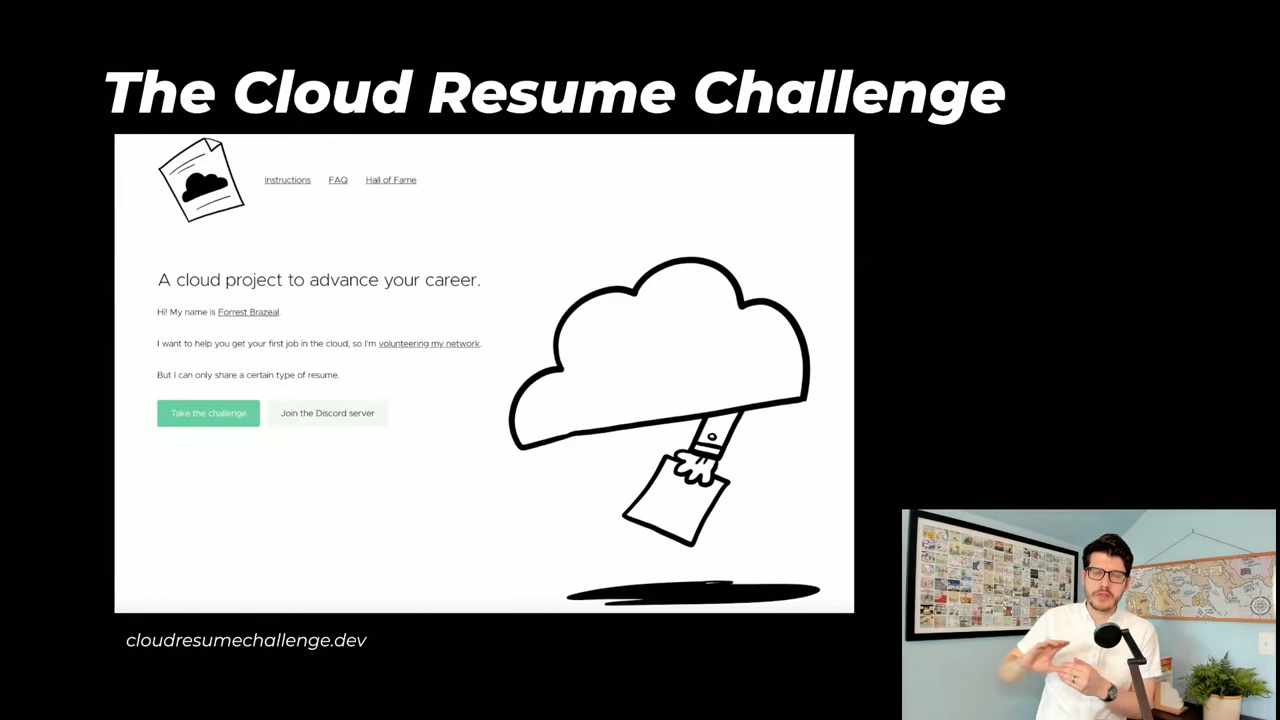 The Cloud Resume Challenge
Instructions FAQ Hall of Fame
A cloud project to advance your career.
Hi! My name is Forrest Brazeal.
I want to help you get your first job in the cloud, so I'm volunteering my network.
But I can only share a certain type of resume.
Take the challenge Join the Discord server
cloudresumechallenge.dev